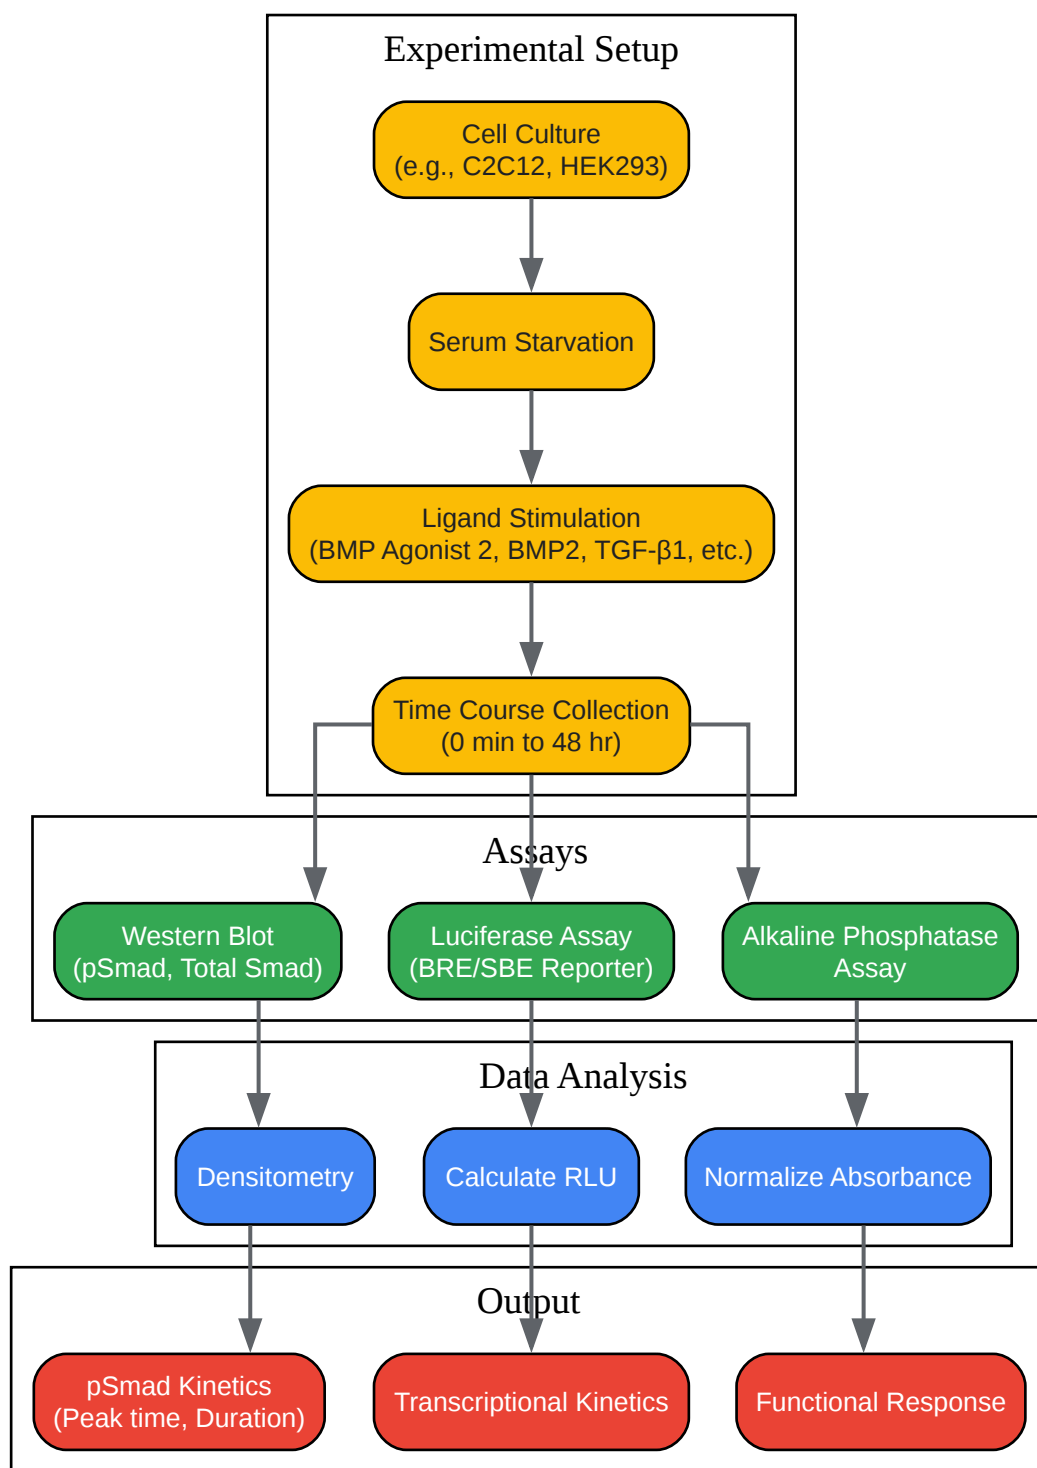 Experimental Setup
Cell Culture
(e.g., C2C12, HEK293)
Serum Starvation
Ligand Stimulation
(BMP Agonist 2, BMP2, TGF-β1, etc.)
Time Course Collection
(0 min to 48 hr)
Assays
Western Blot
(pSmad, Total Smad)
Luciferase Assay
(BRE/SBE Reporter)
Alkaline Phosphatase
Assay
Data Analysis
Densitometry
Calculate RLU
Normalize Absorbance
Output
pSmad Kinetics
(Peak time, Duration)
Transcriptional Kinetics
Functional Response